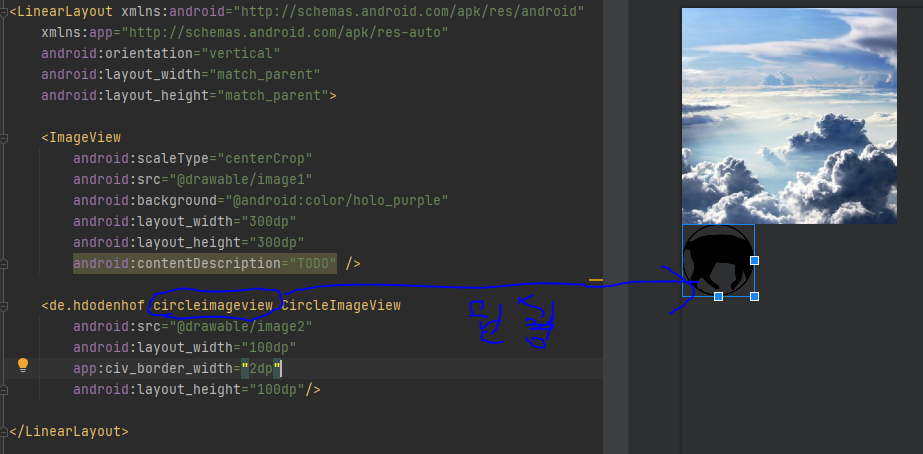 <LinearLayout xmlns:android="http://schemas.android.com/apk/res/android"
xmlns:app="http://schemas.android.com/apk/res-auto"
android:orientation="vertical"
android:layout_width="match_parent"
android:layout_height="match_parent">
<ImageView
android:scaleType="centerCrop"
android:src="@drawable/image1"
android:background="@android:color/holo_purple"
android:layout_width="300dp"
android:layout_height="300dp"
android:contentDescription="TODO" />
<de.hdodenhof.circleimageview.CircleImageView
android:src="@drawable/image2"
android:layout_width="100dp"
app:civ_border_width="2dp"
android:layout_height="100dp"/>
</LinearLayout>
원형